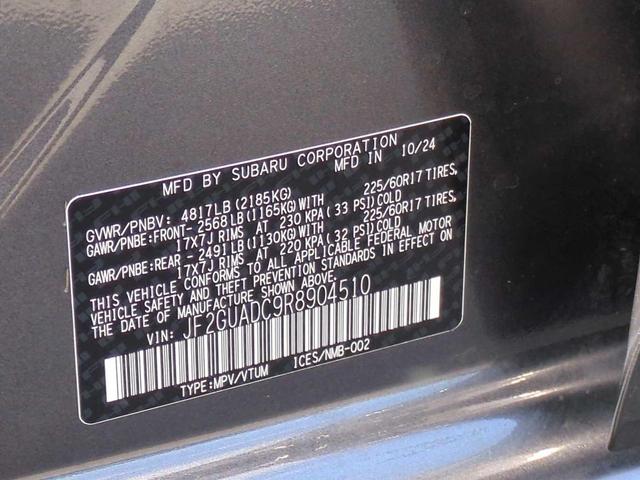 MFD BY SUBARU CORPORATION
MFD IN 10/24
GVWR/PNBV: 4817LB (2185KG)
GAWR/PNBE:FRONT- 2568 LB(1165KG)WITH 225/60R17 TIRES,
17X7J RIMS AT 230 KPA (33 PSI)COLD
GAWR/PNBE:REAR - 2491LB(1130KG)WITH 225/60R17 TIRES,
17X7J RIMS AT 220 KPA (32 PSI)COLD
THIS VEHICLE CONFORMS TO ALL APPLICABLE FEDERAL MOTOR
VEHICLE SAFETY AND THEFT PREVENTION STANDARDS IN EFFECT ON
THE DATE OF MANUFACTURE SHOWN ABOVE.
VIN: JF2GUADC9R8904510
TYPE:MPV/VTUM ICES/NMB-002